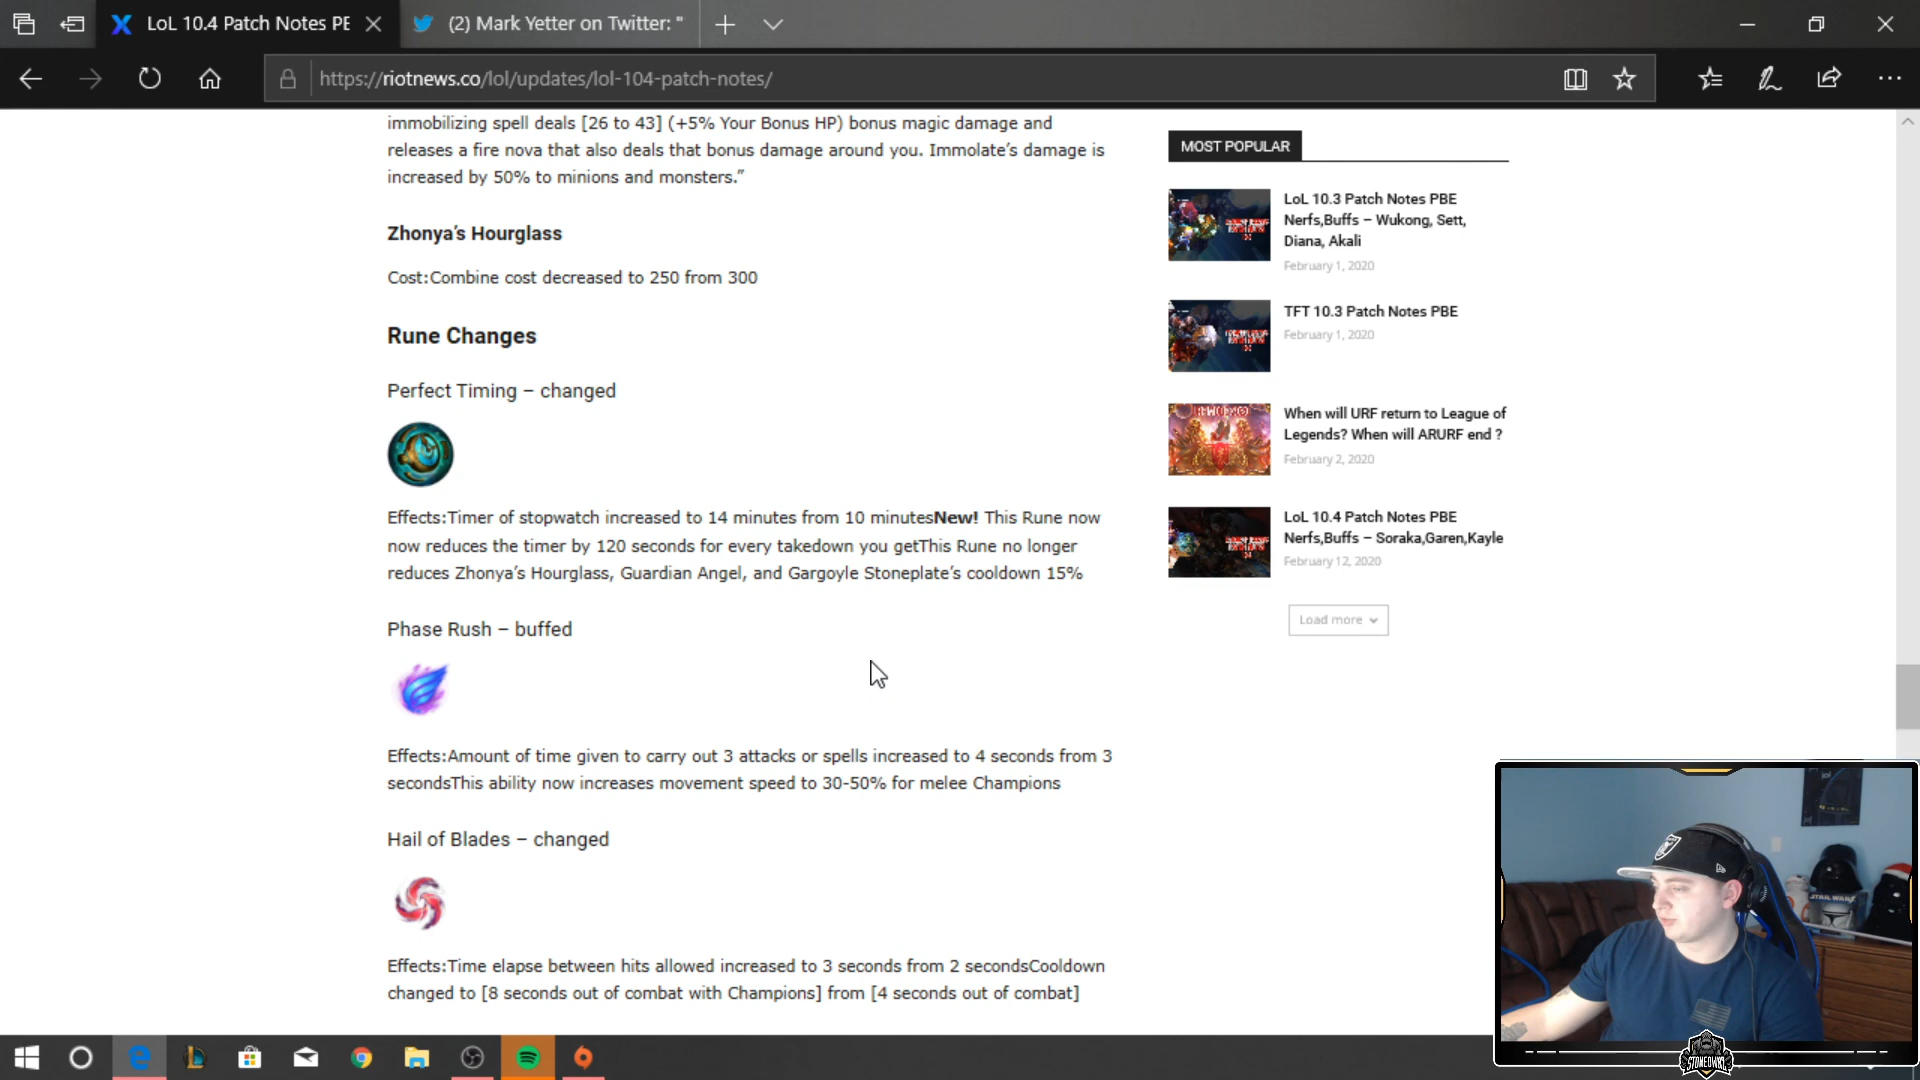 LoL 10.4 Patch Notes PE
(2) Mark Yetter on Twitter: "
https://riotnews.co/lol/updates/lol-104-patch-notes/
immobilizing spell deals [26 to 43] (+5% Your Bonus HP) bonus magic damage and
releases a fire nova that also deals that bonus damage around you. Immolate’s damage is
increased by 50% to minions and monsters.”
Zhonya’s Hourglass
Cost:Combine cost decreased to 250 from 300
Rune Changes
Perfect Timing – changed
Effects:Timer of stopwatch increased to 14 minutes from 10 minutesNew! This Rune now
now reduces the timer by 120 seconds for every takedown you getThis Rune no longer
reduces Zhonya’s Hourglass, Guardian Angel, and Gargoyle Stoneplate’s cooldown 15%
Phase Rush – buffed
Effects:Amount of time given to carry out 3 attacks or spells increased to 4 seconds from 3
secondsThis ability now increases movement speed to 30-50% for melee Champions
Hail of Blades – changed
Effects:Time elapse between hits allowed increased to 3 seconds from 2 secondsCooldown
changed to [8 seconds out of combat with Champions] from [4 seconds out of combat]
MOST POPULAR
LoL 10.3 Patch Notes PBE
Nerfs,Buffs – Wukong, Sett,
Diana, Akali
February 1, 2020
TFT 10.3 Patch Notes PBE
February 1, 2020
When will URF return to League of
Legends? When will ARURF end ?
February 2, 2020
LoL 10.4 Patch Notes PBE
Nerfs,Buffs – Soraka,Garen,Kayle
February 12, 2020
Load more
STAR WARS
STONEOWNZ